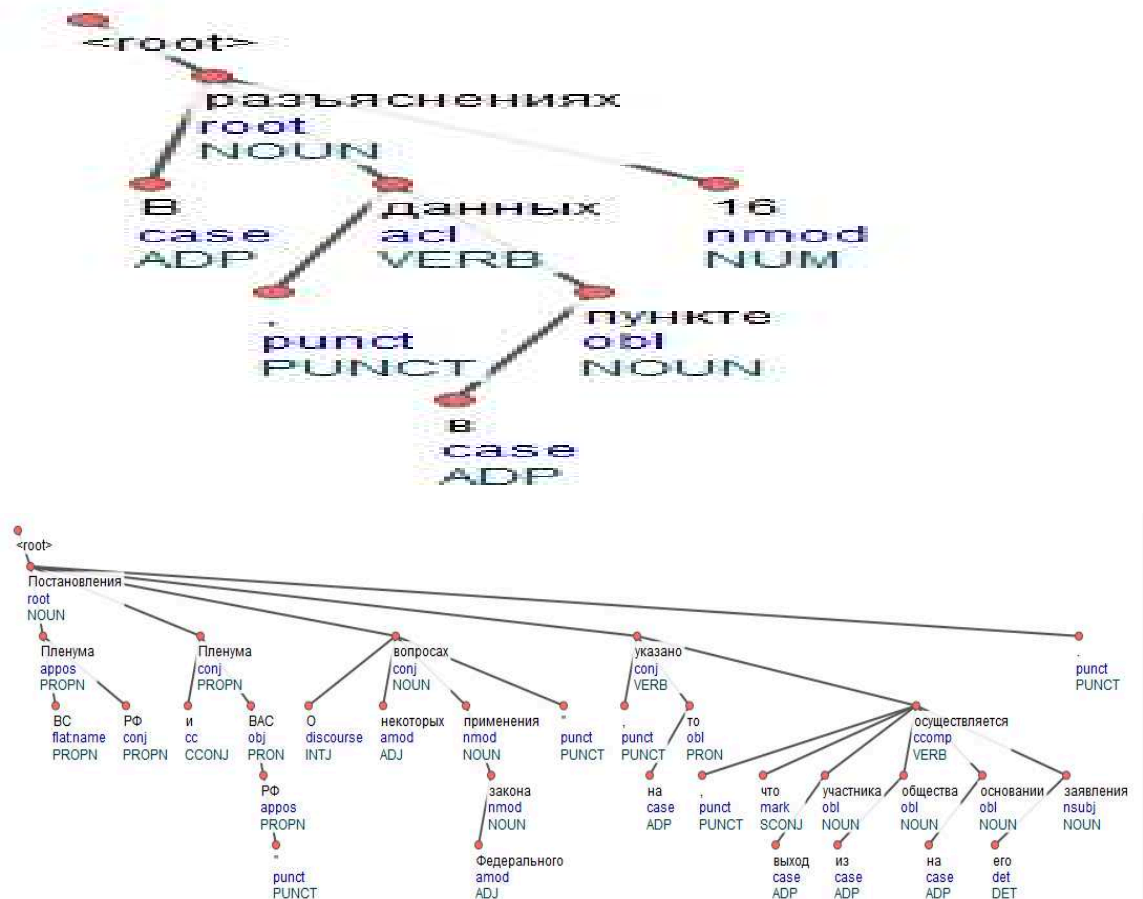 <root>
разъяснениях
root
NOUN
В данных 16
case acl nmod
ADP VERB NUM
, пункте
punct obl
PUNCT NOUN
в
case
ADP
<root>
Постановления
root
NOUN
Пленума Пленума вопросах указано .
appos conj conj conj punct
PROPN PROPN NOUN VERB PUNCT
ВС РФ и ВАС О некоторых применения " , то осуществляется
flat:name conj cc obj discourse amod nmod punct punct obl ccomp
PROPN PROPN CCONJ PRON INTJ ADJ NOUN PUNCT PUNCT PRON VERB
РФ закона на , что участника общества основании заявления
appos nmod case punct mark obl obl obl nsubj
PROPN NOUN ADP PUNCT SCONJ NOUN NOUN NOUN NOUN
" Федерального выход из на его
punct amod case case case det
PUNCT ADJ ADP ADP ADP DET